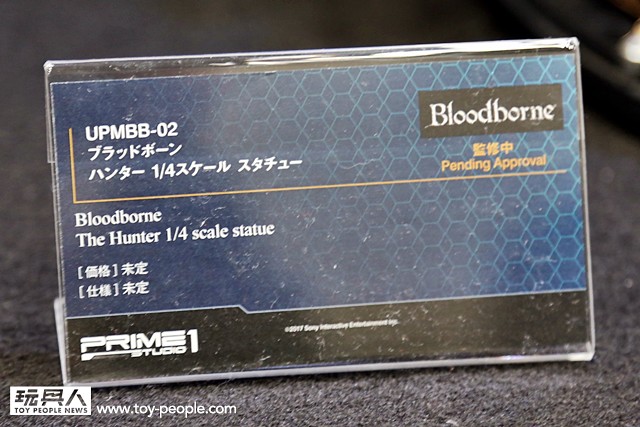 UPMBB-02
ブラッドボーン
ハンター 1/4スケール スタチュー
Bloodborne
監修中
Pending Approval
Bloodborne
The Hunter 1/4 scale statue
[価格]未定
[仕様]未定
©2017 Sony Interactive Entertainment Inc.
PRIME 1
STUDIO
玩具人
TOY PEOPLE NEWS
www.toy-people.com